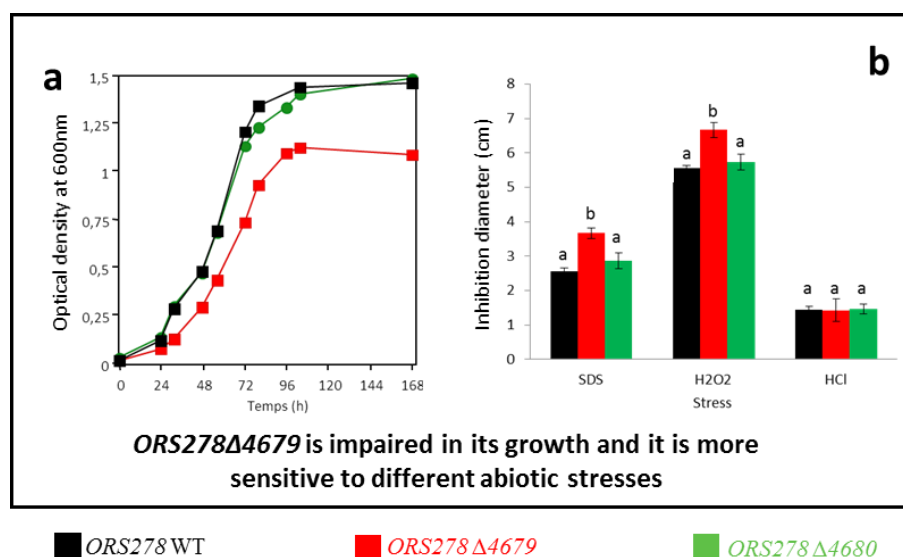 a
b
Optical density at 600nm
1,5
1,25
1
0,75
0,5
0,25
0
0 24 48 72 96 120 144 168
Temps (h)
Inhibition diameter (cm)
8
7
6
5
4
3
2
1
0
a b a
a b a
a a a
SDS H2O2 HCl
Stress
ORS278Δ4679 is impaired in its growth and it is more
sensitive to different abiotic stresses
ORS278 WT ORS278 Δ4679 ORS278 Δ4680